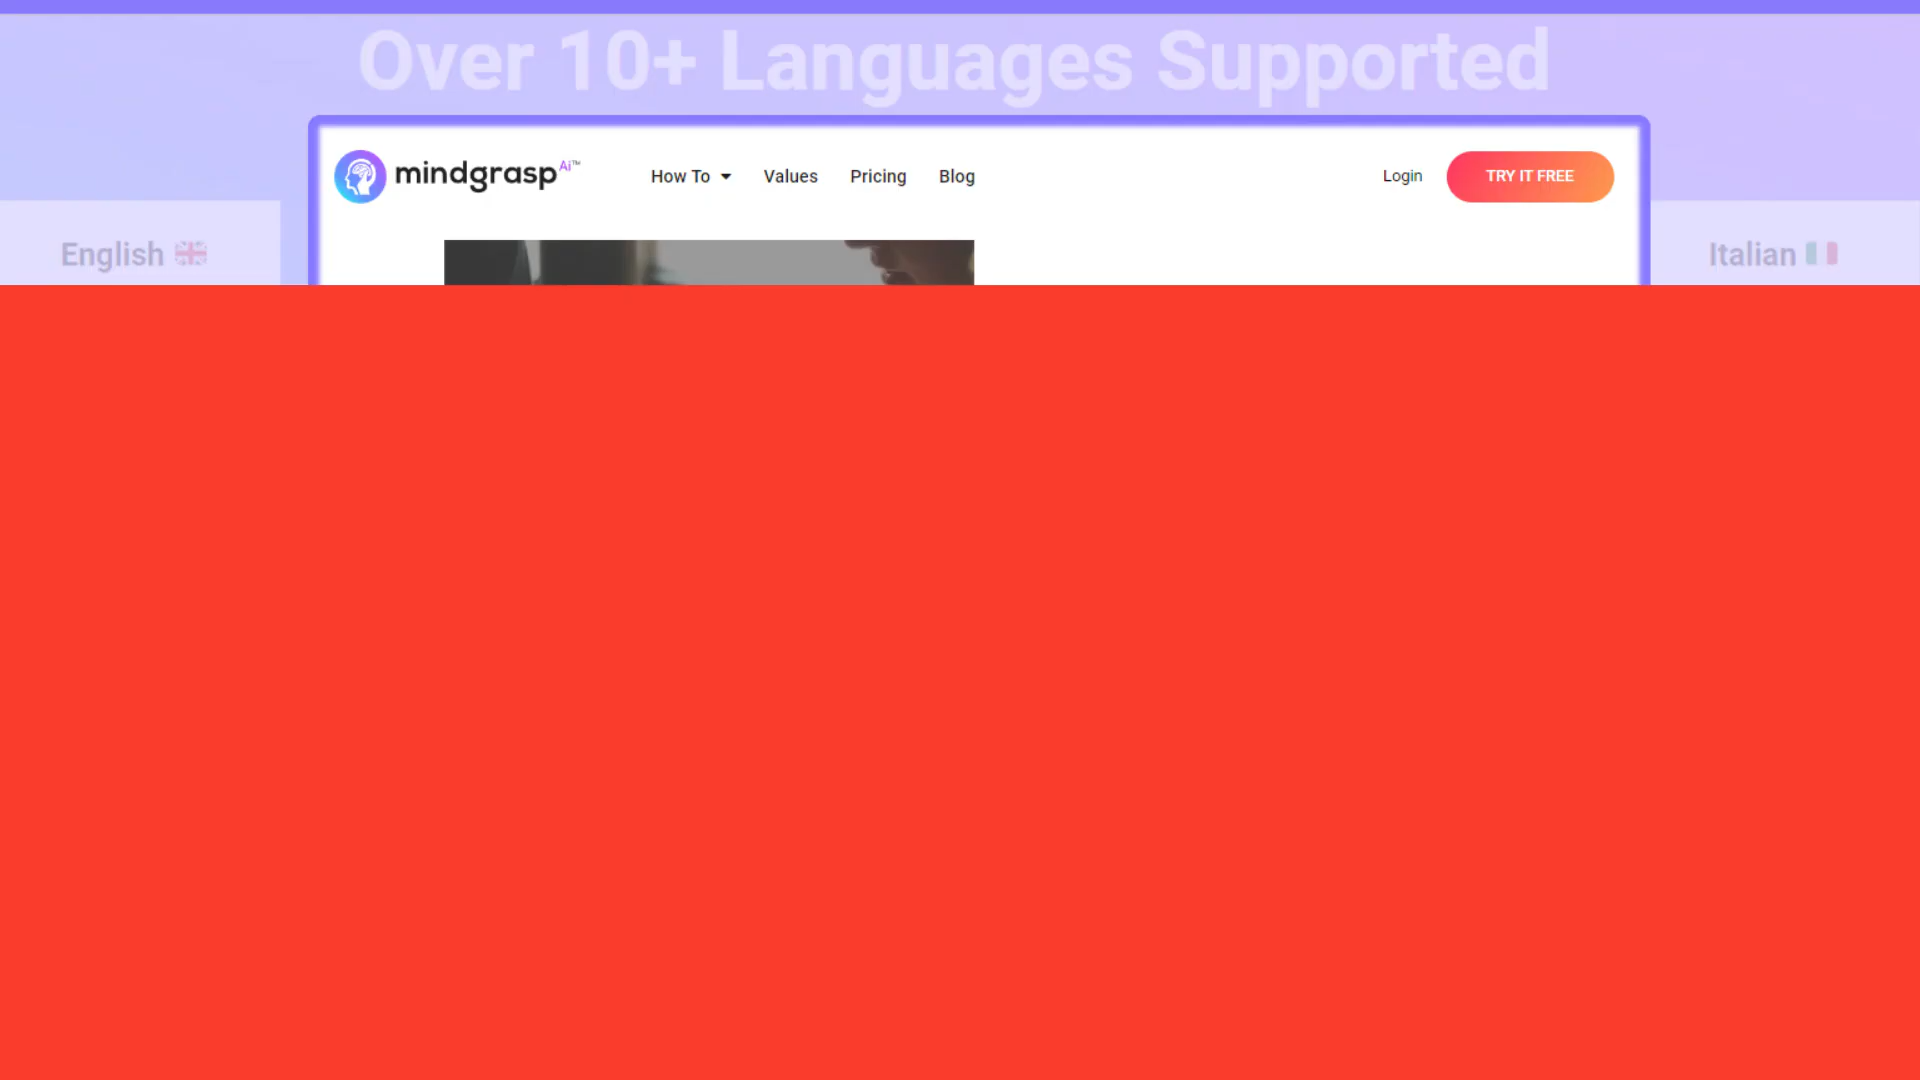 Over 10+ Languages Supported
mindgrasp Ai™
How To
Values
Pricing
Blog
Login
TRY IT FREE
English
Italian